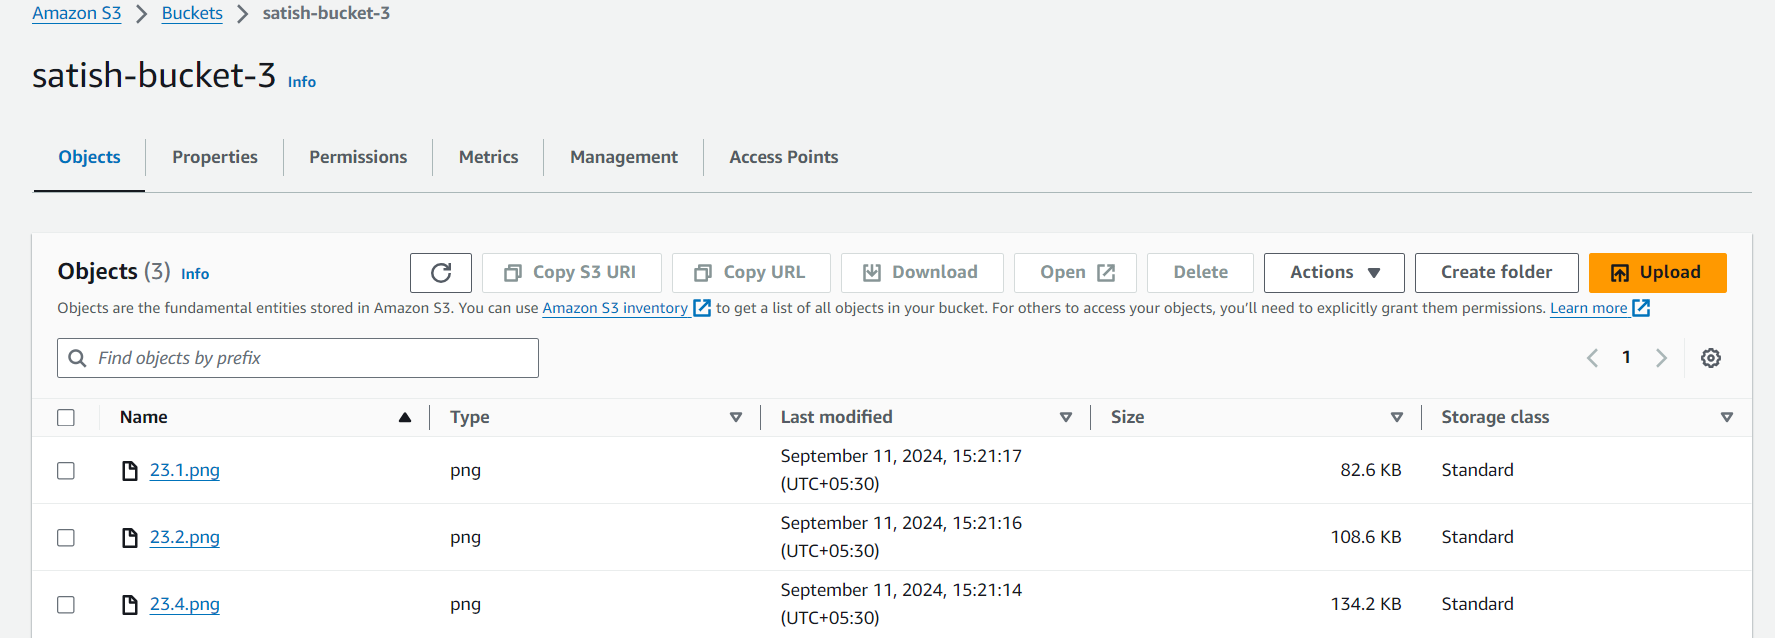 Amazon S3 > Buckets > satish-bucket-3
satish-bucket-3 Info
Objects Properties Permissions Metrics Management Access Points
Objects (3) Info Copy S3 URI Copy URL Download Open Delete Actions Create folder Upload
Objects are the fundamental entities stored in Amazon S3. You can use Amazon S3 inventory to get a list of all objects in your bucket. For others to access your objects, you’ll need to explicitly grant them permissions. Learn more
Find objects by prefix 1
Name Type Last modified Size Storage class
23.1.png png September 11, 2024, 15:21:17 (UTC+05:30) 82.6 KB Standard
23.2.png png September 11, 2024, 15:21:16 (UTC+05:30) 108.6 KB Standard
23.4.png png September 11, 2024, 15:21:14 (UTC+05:30) 134.2 KB Standard